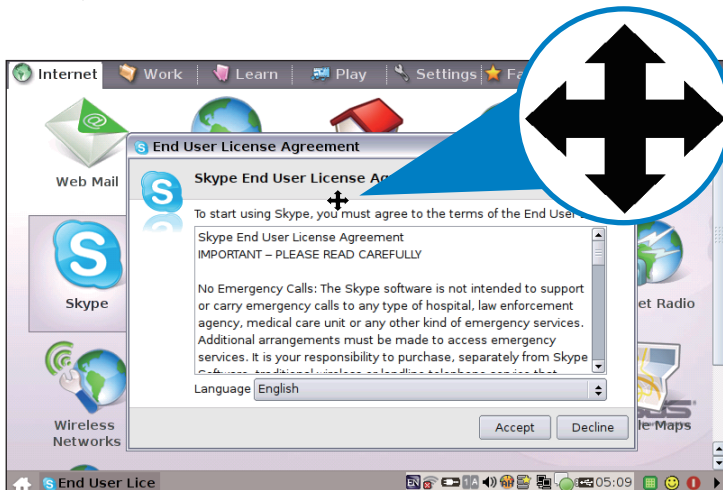 Internet Work Learn Play Settings Fa
End User License Agreement
Skype End User License Ag
Web Mail
To start using Skype, you must agree to the terms of the End User
Skype End User License Agreement
IMPORTANT – PLEASE READ CAREFULLY
No Emergency Calls: The Skype software is not intended to support
or carry emergency calls to any type of hospital, law enforcement
agency, medical care unit or any other kind of emergency services.
Additional arrangements must be made to access emergency
services. It is your responsibility to purchase, separately from Skype
Skype
et Radio
Language English
Accept Decline
Wireless
Networks
le Maps
End User Lice
EN 05:09